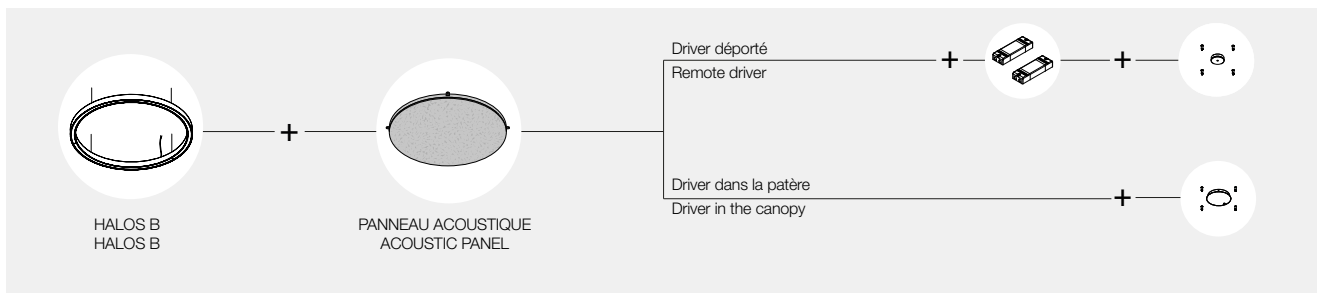 HALOS B
HALOS B
PANNEAU ACOUSTIQUE
ACOUSTIC PANEL
Driver déporté
Remote driver
Driver dans la patère
Driver in the canopy